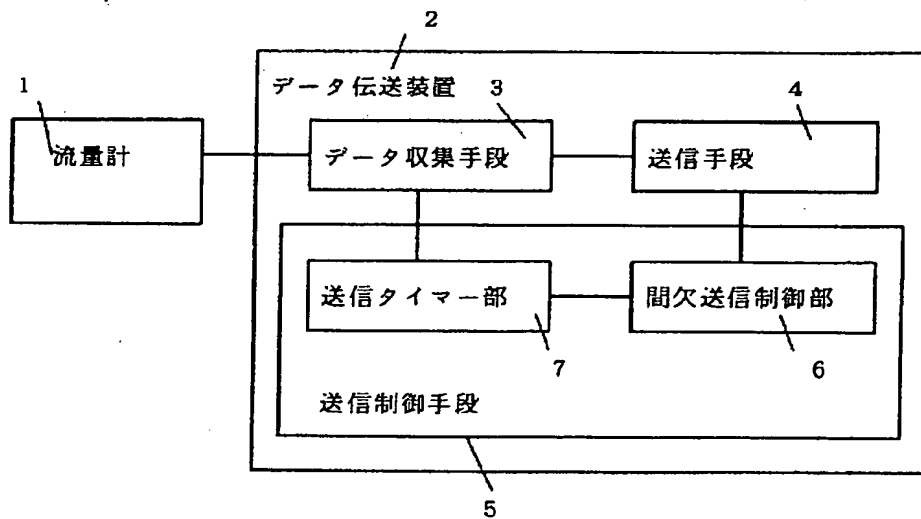 2
データ伝送装置
1
3
4
流量計
データ収集手段
送信手段
送信タイマー部
間欠送信制御部
7
6
送信制御手段
5